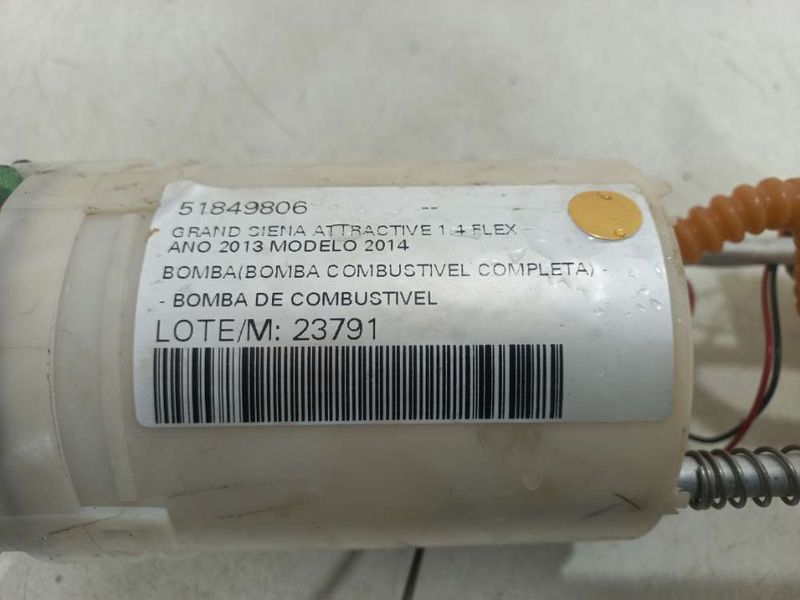 51849806 --
GRAND SIENA ATTRACTIVE 1.4 FLEX -
ANO 2013 MODELO 2014
BOMBA(BOMBA COMBUSTIVEL COMPLETA) -
- BOMBA DE COMBUSTIVEL
LOTE/M: 23791